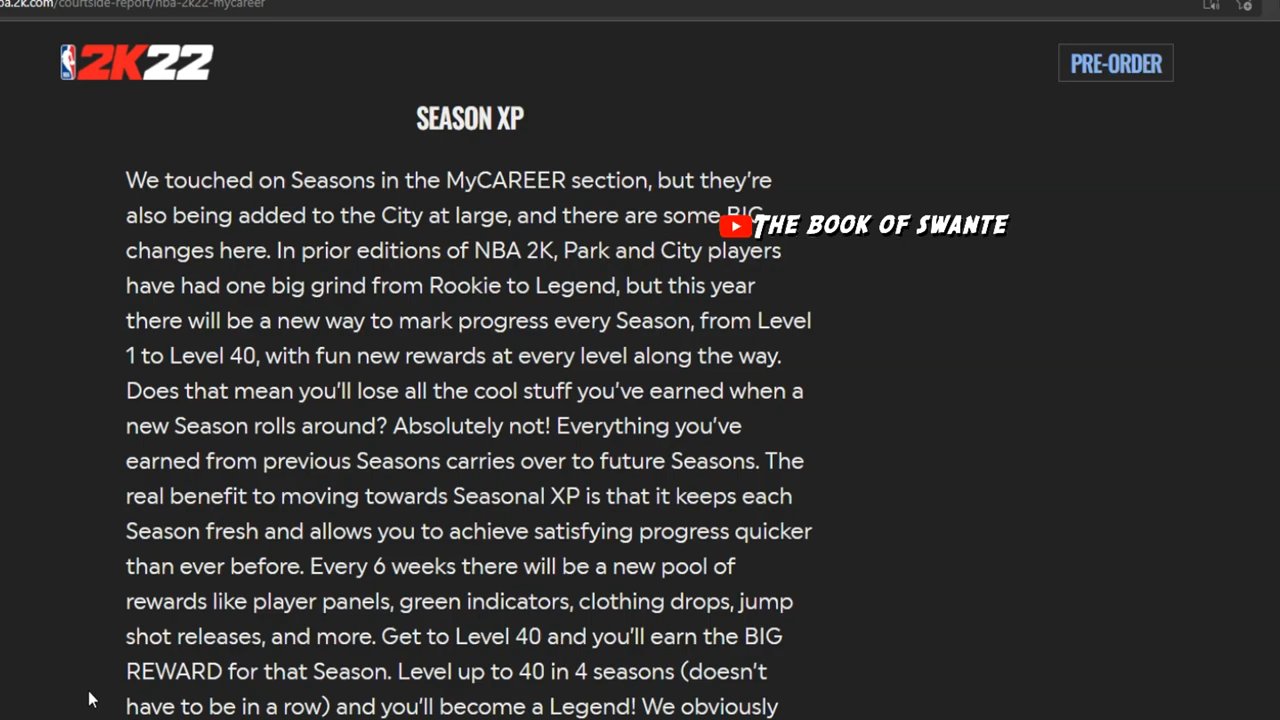 ba.2k.com/courtside-report/nba-2k22-mycareer
2K22
PRE-ORDER
SEASON XP
We touched on Seasons in the MyCAREER section, but they're
also being added to the City at large, and there are some BIG
THE BOOK OF SWANTE
changes here. In prior editions of NBA 2K, Park and City players
have had one big grind from Rookie to Legend, but this year
there will be a new way to mark progress every Season, from Level
1 to Level 40, with fun new rewards at every level along the way.
Does that mean you'll lose all the cool stuff you've earned when a
new Season rolls around? Absolutely not! Everything you've
earned from previous Seasons carries over to future Seasons. The
real benefit to moving towards Seasonal XP is that it keeps each
Season fresh and allows you to achieve satisfying progress quicker
than ever before. Every 6 weeks there will be a new pool of
rewards like player panels, green indicators, clothing drops, jump
shot releases, and more. Get to Level 40 and you'll earn the BIG
REWARD for that Season. Level up to 40 in 4 seasons (doesn't
have to be in a row) and you'll become a Legend! We obviously